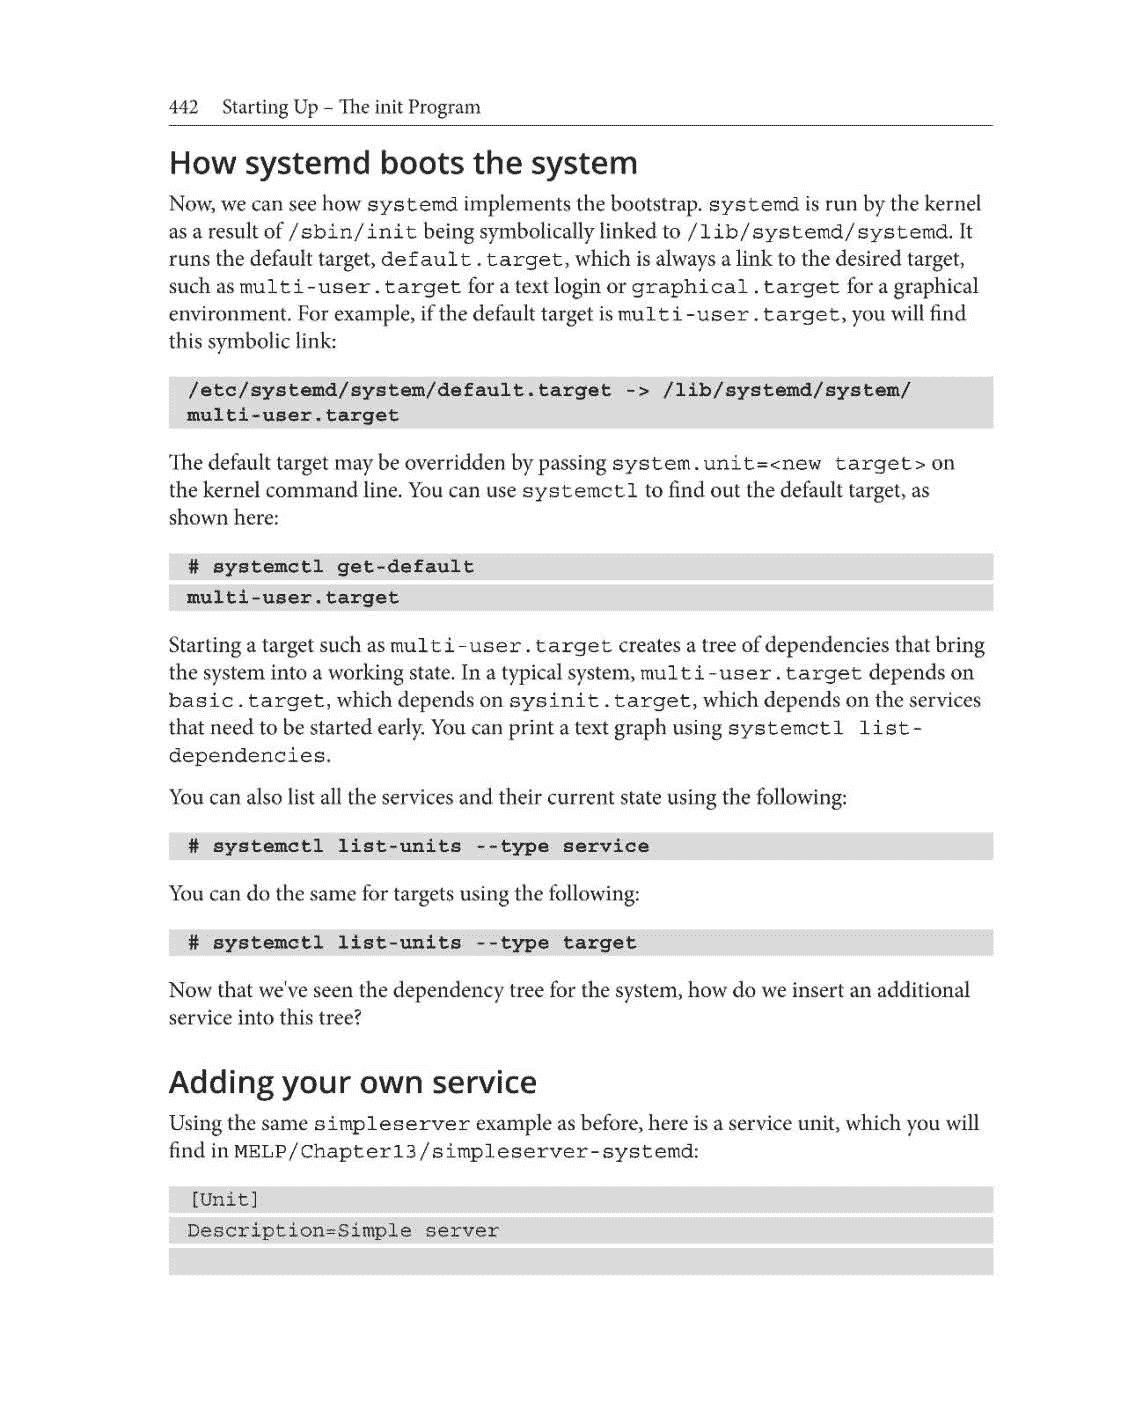 442 Starting Up – The init Program
How systemd boots the system
Now, we can see how systemd implements the bootstrap. systemd is run by the kernel
as a result of /sbin/init being symbolically linked to /lib/systemd/systemd. It
runs the default target, default.target, which is always a link to the desired target,
such as multi-user.target for a text login or graphical.target for a graphical
environment. For example, if the default target is multi-user.target, you will find
this symbolic link:
/etc/systemd/system/default.target -> /lib/systemd/system/
multi-user.target
The default target may be overridden by passing system.unit=<new target> on
the kernel command line. You can use systemctl to find out the default target, as
shown here:
# systemctl get-default
multi-user.target
Starting a target such as multi-user.target creates a tree of dependencies that bring
the system into a working state. In a typical system, multi-user.target depends on
basic.target, which depends on sysinit.target, which depends on the services
that need to be started early. You can print a text graph using systemctl list-
dependencies.
You can also list all the services and their current state using the following:
# systemctl list-units --type service
You can do the same for targets using the following:
# systemctl list-units --type target
Now that we've seen the dependency tree for the system, how do we insert an additional
service into this tree?
Adding your own service
Using the same simpleserver example as before, here is a service unit, which you will
find in MELP/Chapter13/simpleserver-systemd:
[Unit]
Description=Simple server